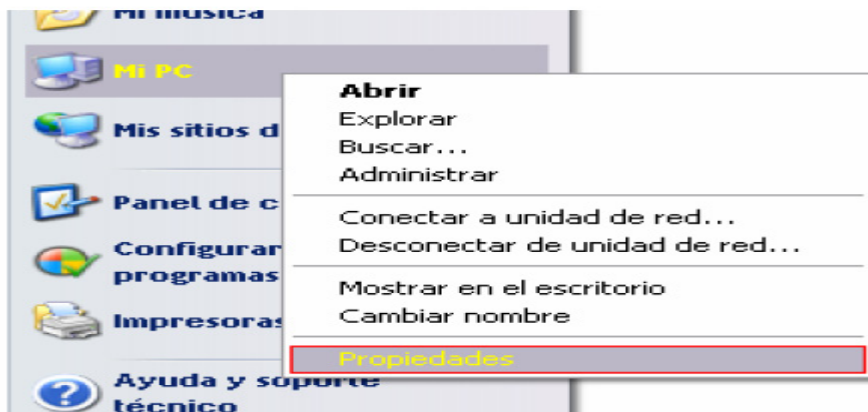 Mi música
Mi PC
Mis sitios d
Panel de c
Configurar
programas
Impresoras
Ayuda y soporte
técnico
Abrir
Explorar
Buscar...
Administrar
Conectar a unidad de red...
Desconectar de unidad de red...
Mostrar en el escritorio
Cambiar nombre
Propiedades